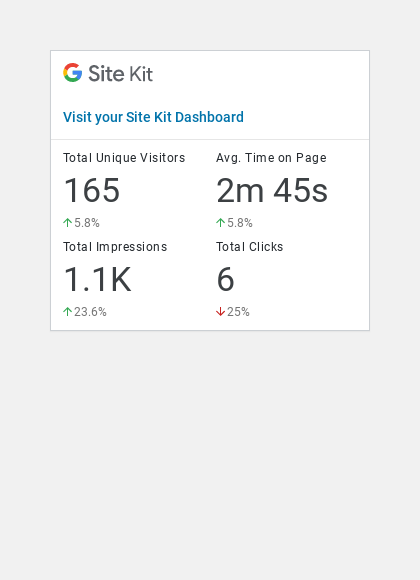 Site Kit
Visit your Site Kit Dashboard
Total Unique Visitors
165
5.8%
Avg. Time on Page
2m 45s
5.8%
Total Impressions
1.1K
23.6%
Total Clicks
6
25%